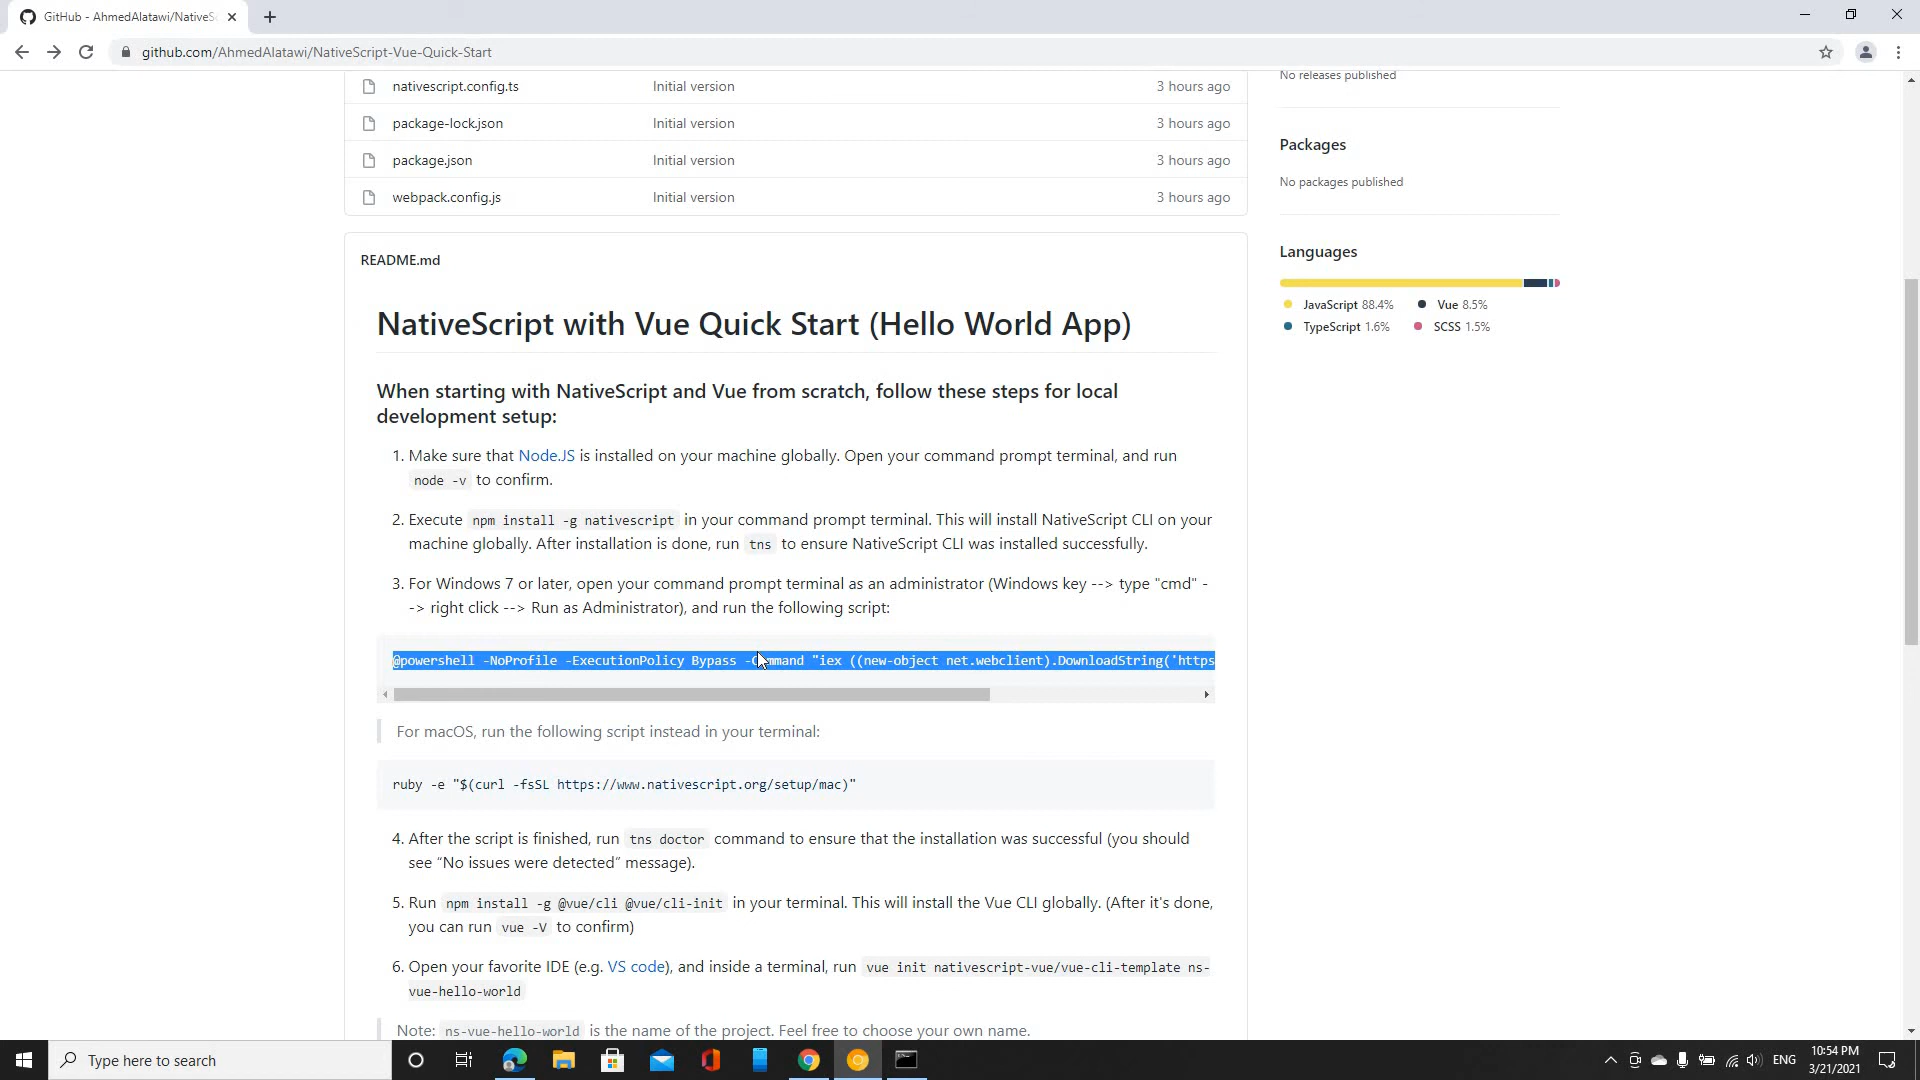 GitHub - AhmedAlatawi/NativeSc
github.com/AhmedAlatawi/NativeScript-Vue-Quick-Start
nativescript.config.ts Initial version 3 hours ago
package-lock.json Initial version 3 hours ago
package.json Initial version 3 hours ago
webpack.config.js Initial version 3 hours ago
No releases published
Packages
No packages published
Languages
JavaScript 88.4% Vue 8.5%
TypeScript 1.6% SCSS 1.5%
README.md
NativeScript with Vue Quick Start (Hello World App)
When starting with NativeScript and Vue from scratch, follow these steps for local
development setup:
1. Make sure that Node.JS is installed on your machine globally. Open your command prompt terminal, and run
node -v to confirm.
2. Execute npm install -g nativescript in your command prompt terminal. This will install NativeScript CLI on your
machine globally. After installation is done, run tns to ensure NativeScript CLI was installed successfully.
3. For Windows 7 or later, open your command prompt terminal as an administrator (Windows key --> type "cmd" -
-> right click --> Run as Administrator), and run the following script:
@powershell -NoProfile -ExecutionPolicy Bypass -Command "iex ((new-object net.webclient).DownloadString('https
For macOS, run the following script instead in your terminal:
ruby -e "$(curl -fsSL https://www.nativescript.org/setup/mac)"
4. After the script is finished, run tns doctor command to ensure that the installation was successful (you should
see “No issues were detected” message).
5. Run npm install -g @vue/cli @vue/cli-init in your terminal. This will install the Vue CLI globally. (After it's done,
you can run vue -V to confirm)
6. Open your favorite IDE (e.g. VS code), and inside a terminal, run vue init nativescript-vue/vue-cli-template ns-
vue-hello-world
Note: ns-vue-hello-world is the name of the project. Feel free to choose your own name.
Type here to search
ENG
10:54 PM
3/21/2021